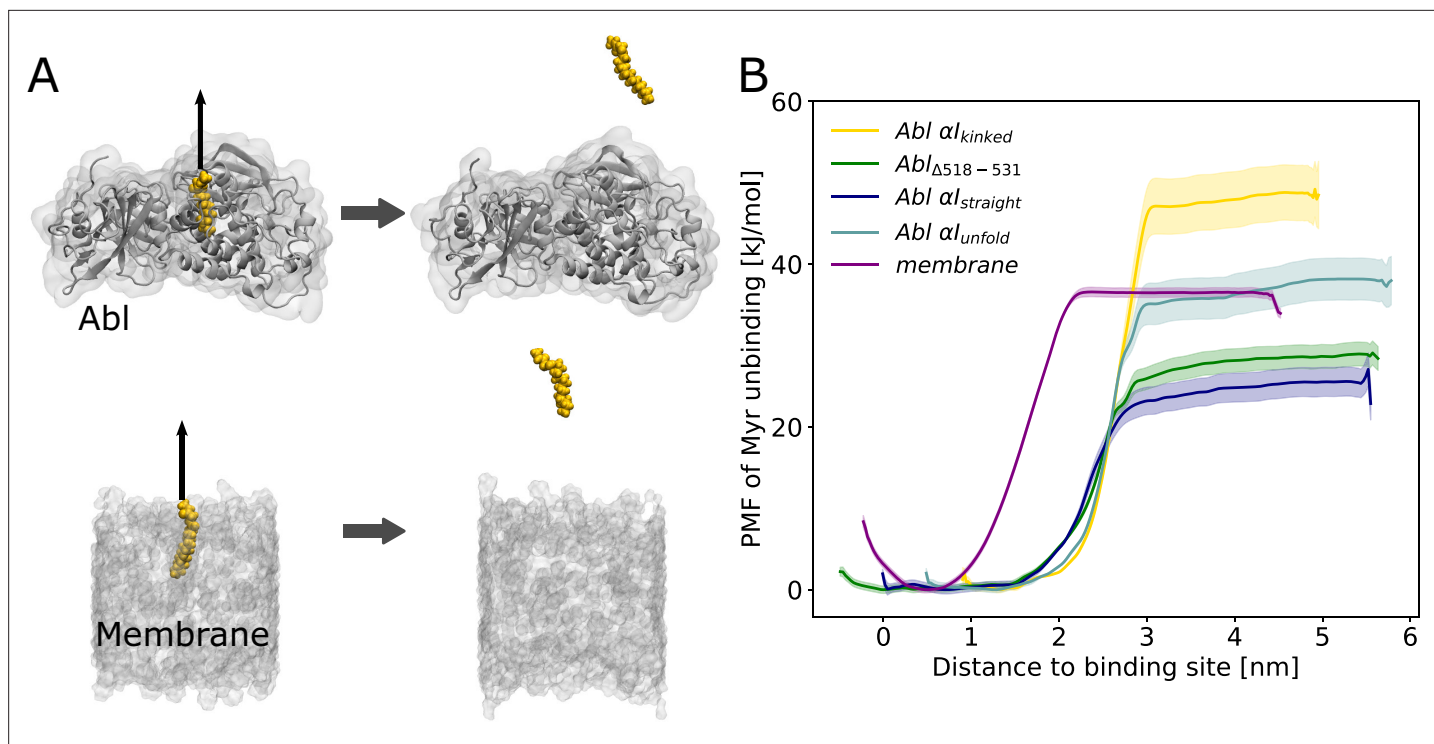 A
Abl
Membrane
B
PMF of Myr unbinding [kJ/mol]
60
40
20
0
Abl αI_kinked
Abl_Δ518 − 531
Abl αI_straight
Abl αI_unfold
membrane
0 1 2 3 4 5 6
Distance to binding site [nm]